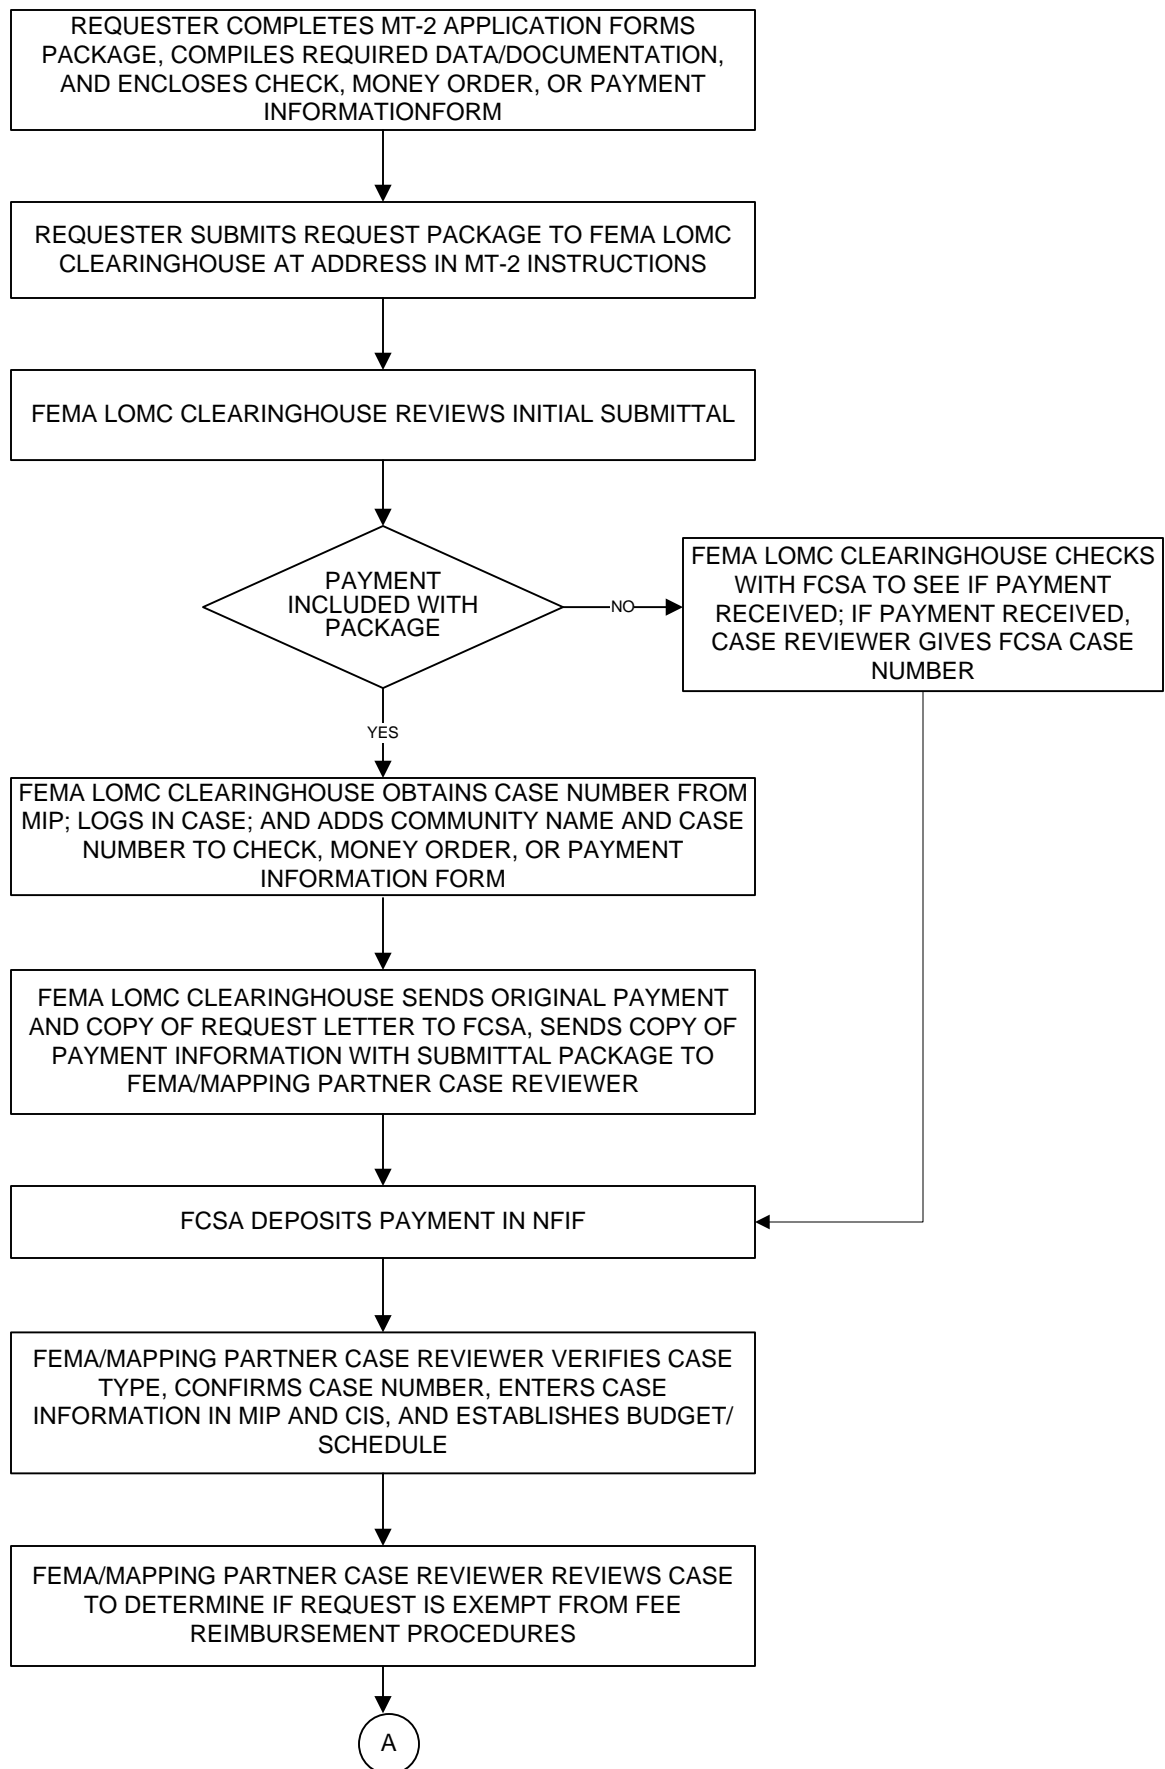 REQUESTER COMPLETES MT-2 APPLICATION FORMS
PACKAGE, COMPILES REQUIRED DATA/DOCUMENTATION,
AND ENCLOSES CHECK, MONEY ORDER, OR PAYMENT
INFORMATIONFORM
REQUESTER SUBMITS REQUEST PACKAGE TO FEMA LOMC
CLEARINGHOUSE AT ADDRESS IN MT-2 INSTRUCTIONS
FEMA LOMC CLEARINGHOUSE REVIEWS INITIAL SUBMITTAL
PAYMENT
INCLUDED WITH
PACKAGE
NO
FEMA LOMC CLEARINGHOUSE CHECKS
WITH FCSA TO SEE IF PAYMENT
RECEIVED; IF PAYMENT RECEIVED,
CASE REVIEWER GIVES FCSA CASE
NUMBER
YES
FEMA LOMC CLEARINGHOUSE OBTAINS CASE NUMBER FROM
MIP; LOGS IN CASE; AND ADDS COMMUNITY NAME AND CASE
NUMBER TO CHECK, MONEY ORDER, OR PAYMENT
INFORMATION FORM
FEMA LOMC CLEARINGHOUSE SENDS ORIGINAL PAYMENT
AND COPY OF REQUEST LETTER TO FCSA, SENDS COPY OF
PAYMENT INFORMATION WITH SUBMITTAL PACKAGE TO
FEMA/MAPPING PARTNER CASE REVIEWER
FCSA DEPOSITS PAYMENT IN NFIF
FEMA/MAPPING PARTNER CASE REVIEWER VERIFIES CASE
TYPE, CONFIRMS CASE NUMBER, ENTERS CASE
INFORMATION IN MIP AND CIS, AND ESTABLISHES BUDGET/
SCHEDULE
FEMA/MAPPING PARTNER CASE REVIEWER REVIEWS CASE
TO DETERMINE IF REQUEST IS EXEMPT FROM FEE
REIMBURSEMENT PROCEDURES
A